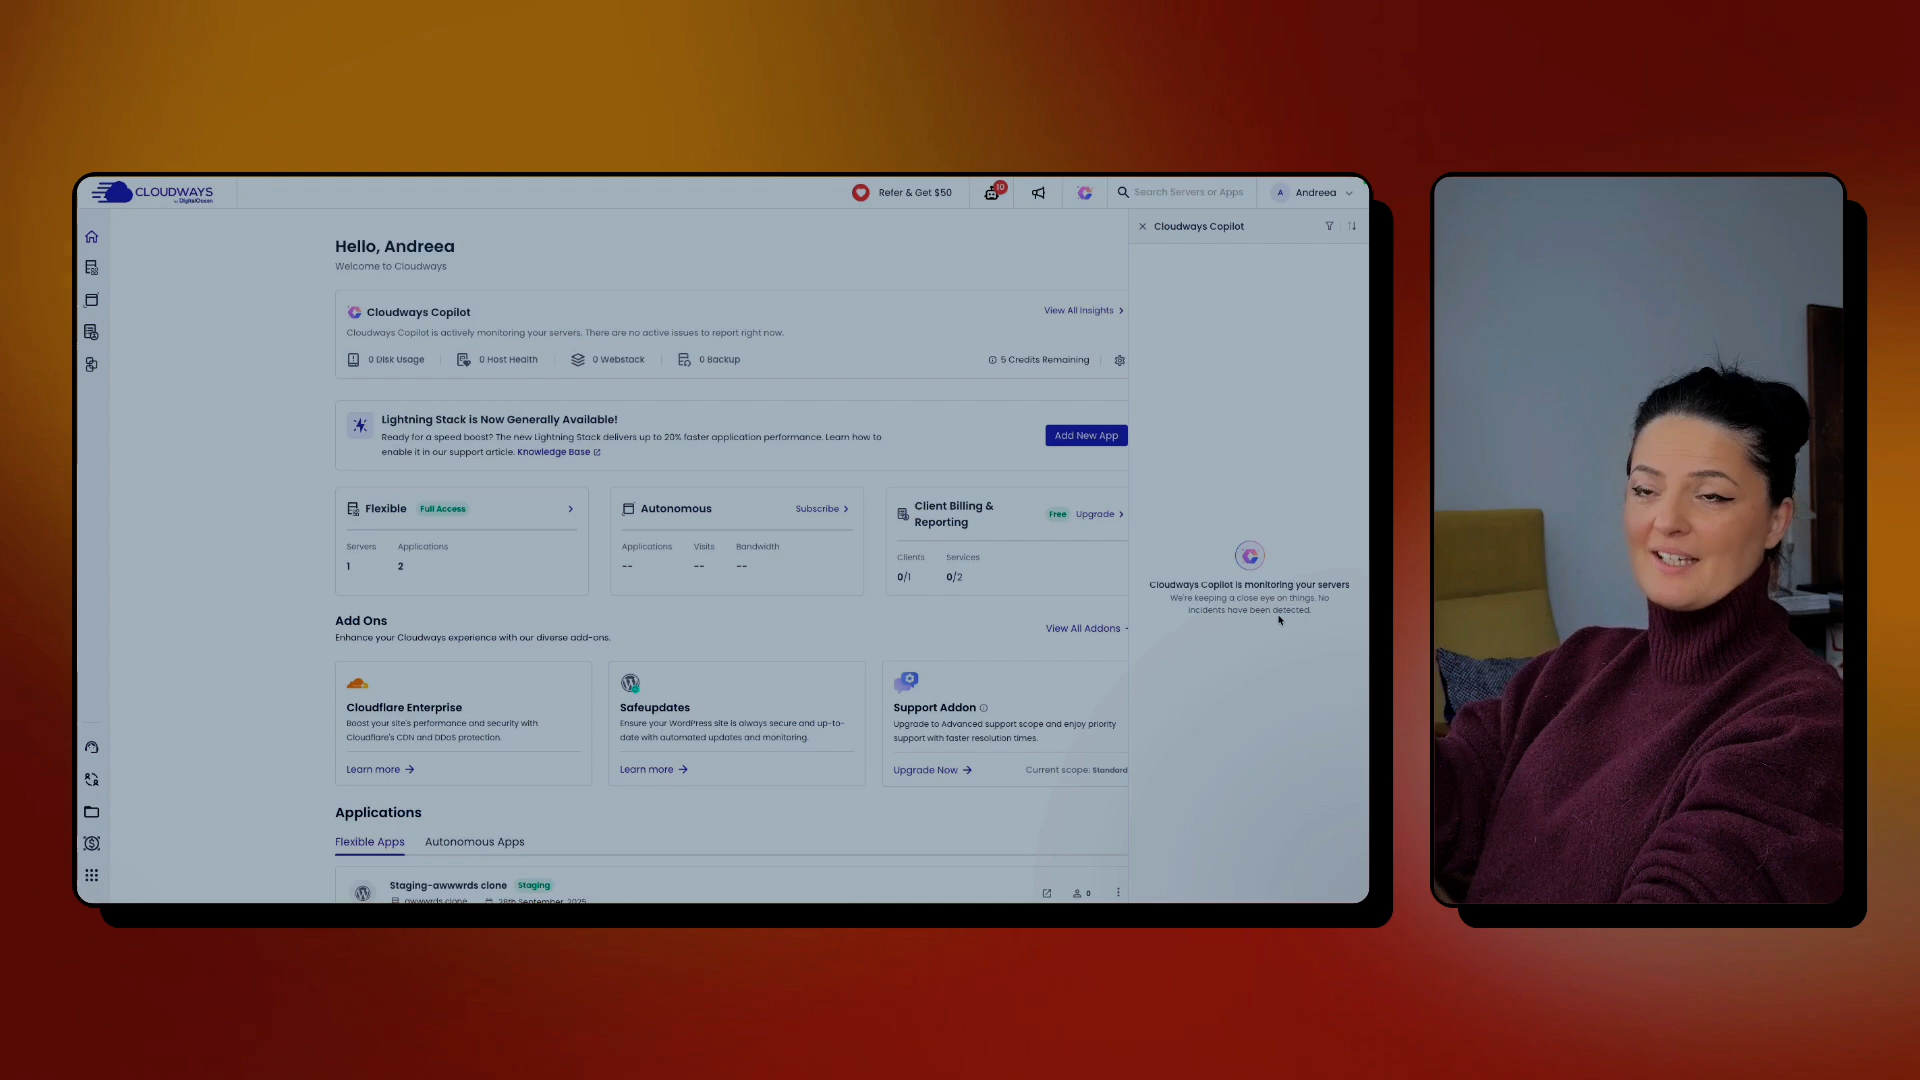 CLOUDWAYS
by DigitalOcean
Refer & Get $50
10
Search Servers or Apps
A
Andreea
Hello, Andreea
Welcome to Cloudways
Cloudways Copilot
View All Insights
Cloudways Copilot is actively monitoring your servers. There are no active issues to report right now.
0 Disk Usage
0 Host Health
0 Webstack
0 Backup
5 Credits Remaining
Lightning Stack is Now Generally Available!
Ready for a speed boost? The new Lightning Stack delivers up to 20% faster application performance. Learn how to
enable it in our support article. Knowledge Base
Add New App
Flexible
Full Access
Servers
Applications
1
2
Autonomous
Subscribe
Applications
Visits
Bandwidth
--
--
--
Client Billing &
Reporting
Free
Upgrade
Clients
Services
0/1
0/2
Add Ons
Enhance your Cloudways experience with our diverse add-ons.
View All Addons
Cloudflare Enterprise
Boost your site's performance and security with
Cloudflare's CDN and DDoS protection.
Learn more
Safeupdates
Ensure your WordPress site is always secure and up-to-
date with automated updates and monitoring.
Learn more
Support Addon
Upgrade to Advanced support scope and enjoy priority
support with faster resolution times.
Upgrade Now
Current scope: Standard
Applications
Flexible Apps
Autonomous Apps
Staging-awwwrds clone
Staging
awwwrds clone
28th September, 2025
0
Cloudways Copilot
Cloudways Copilot is monitoring your servers
We're keeping a close eye on things. No
incidents have been detected.